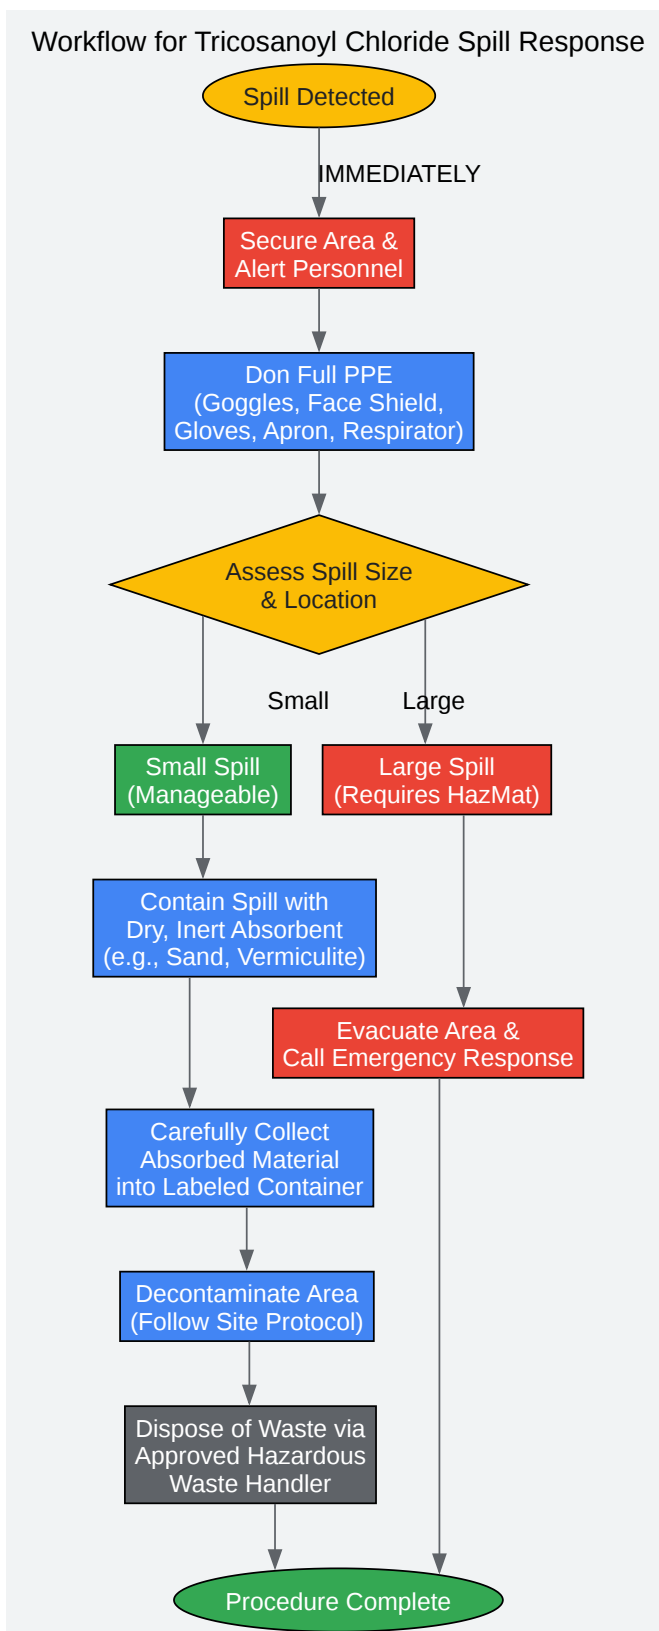 Workflow for Tricosanoyl Chloride Spill Response
Spill Detected
IMMEDIATELY
Secure Area &
Alert Personnel
Don Full PPE
(Goggles, Face Shield,
Gloves, Apron, Respirator)
Assess Spill Size
& Location
Small
Large
Small Spill
(Manageable)
Large Spill
(Requires HazMat)
Contain Spill with
Dry, Inert Absorbent
(e.g., Sand, Vermiculite)
Evacuate Area &
Call Emergency Response
Carefully Collect
Absorbed Material
into Labeled Container
Decontaminate Area
(Follow Site Protocol)
Dispose of Waste via
Approved Hazardous
Waste Handler
Procedure Complete